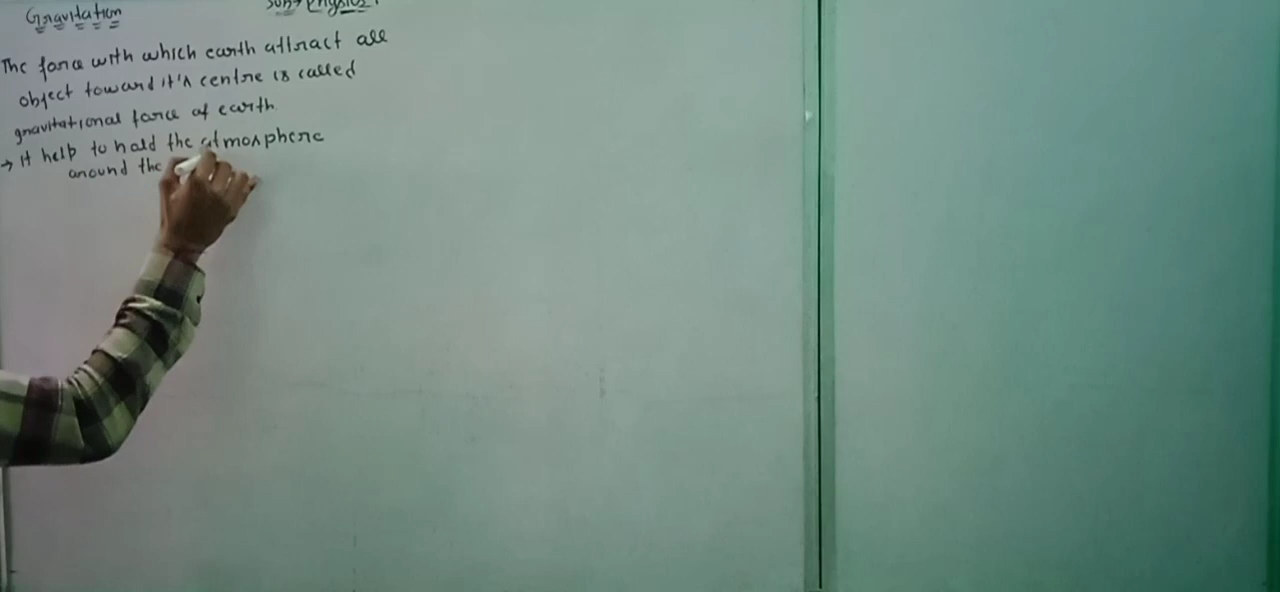 Gravitation
Sub→ Physics.
The force with which earth attract all
object toward it's centre is called
gravitational force of earth.
→ It help to hold the atmosphere
around the